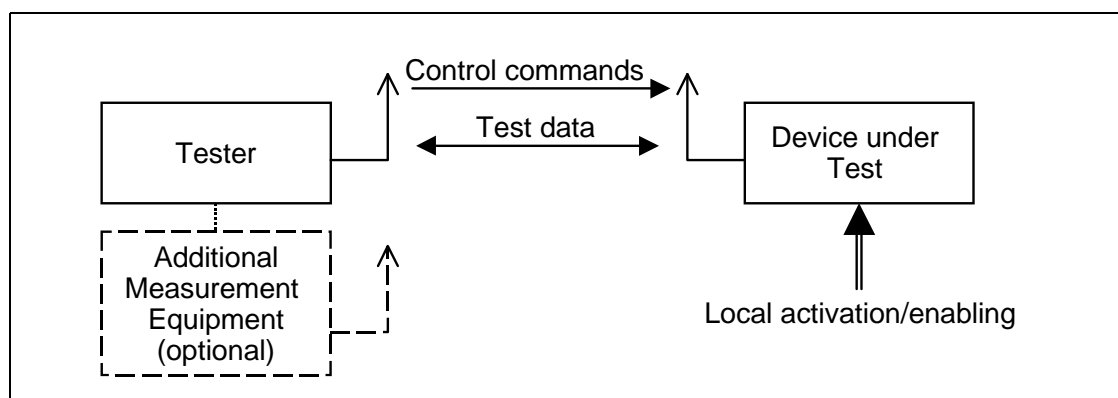 Control commands
Test data
Tester
Device under
Test
Additional
Measurement
Equipment
(optional)
Local activation/enabling